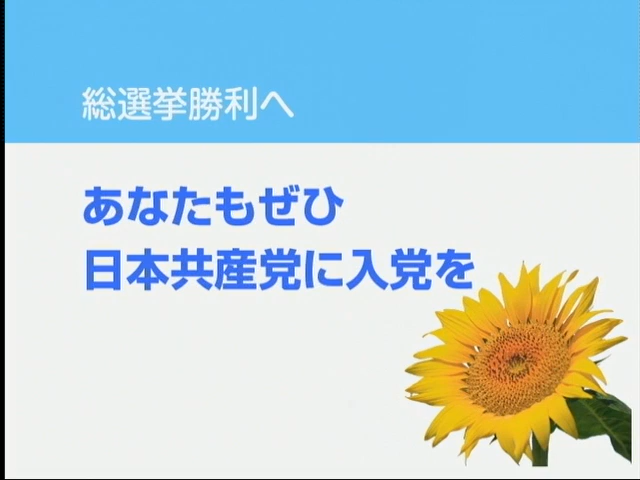 総選挙勝利へ
あなたもぜひ
日本共産党に入党を